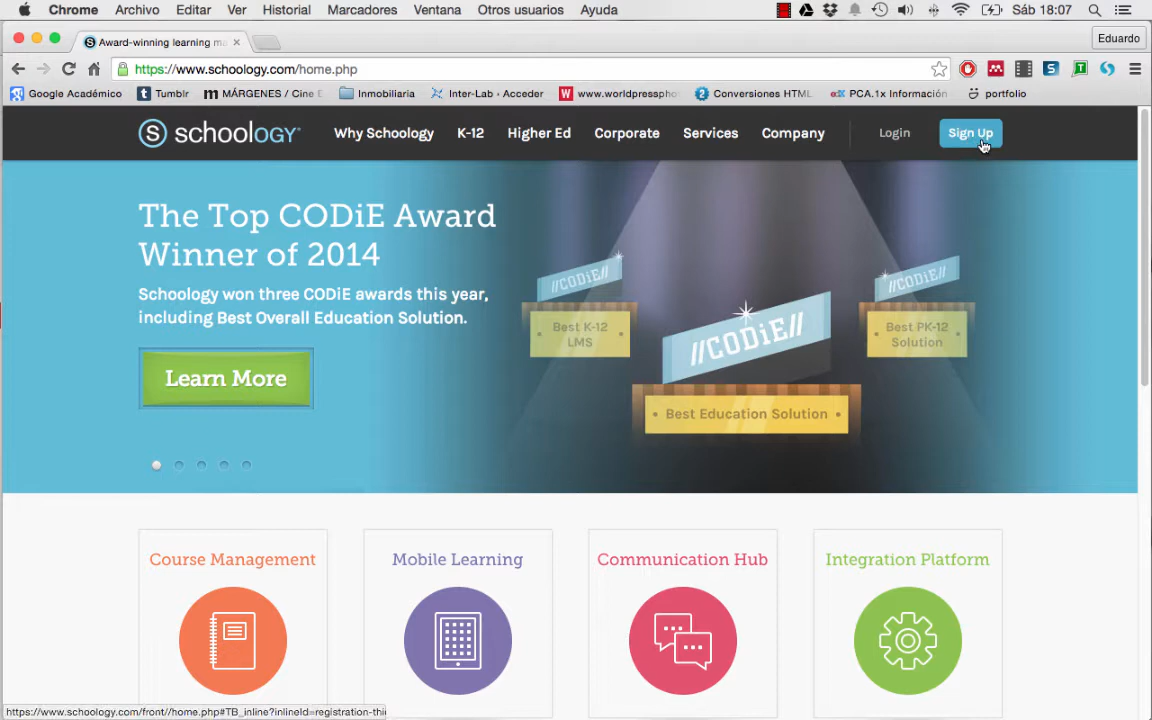 Chrome Archivo Editar Ver Historial Marcadores Ventana Otros usuarios Ayuda Sáb 18:07
Award-winning learning ma
Eduardo
https://www.schoology.com/home.php
Google Académico Tumblr MÁRGENES / Cine E Inmobiliaria Inter-Lab › Acceder www.worldpressph Conversiones HTML PCA.1x Información portfolio
schoology Why Schoology K-12 Higher Ed Corporate Services Company Login Sign Up
The Top CODiE Award
Winner of 2014
Schoology won three CODiE awards this year,
including Best Overall Education Solution.
Learn More
//CODiE//
Best K-12
LMS
//CODiE//
Best Education Solution
//CODiE//
Best PK-12
Solution
Course Management Mobile Learning Communication Hub Integration Platform
https://www.schoology.com/front//home.php#TB_inline?inlineId=registration-thi